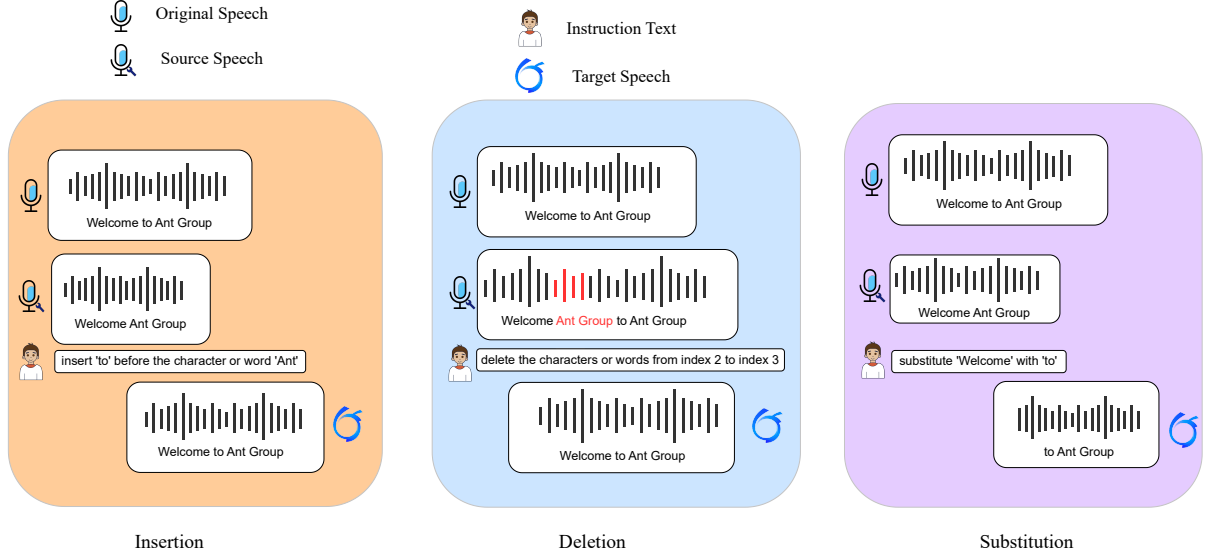 Original Speech
Source Speech
Instruction Text
Target Speech
Welcome to Ant Group
Welcome Ant Group
insert 'to' before the character or word 'Ant'
Welcome to Ant Group
Insertion
Welcome to Ant Group
Welcome Ant Group to Ant Group
delete the characters or words from index 2 to index 3
Welcome to Ant Group
Deletion
Welcome to Ant Group
Welcome Ant Group
substitute 'Welcome' with 'to'
to Ant Group
Substitution